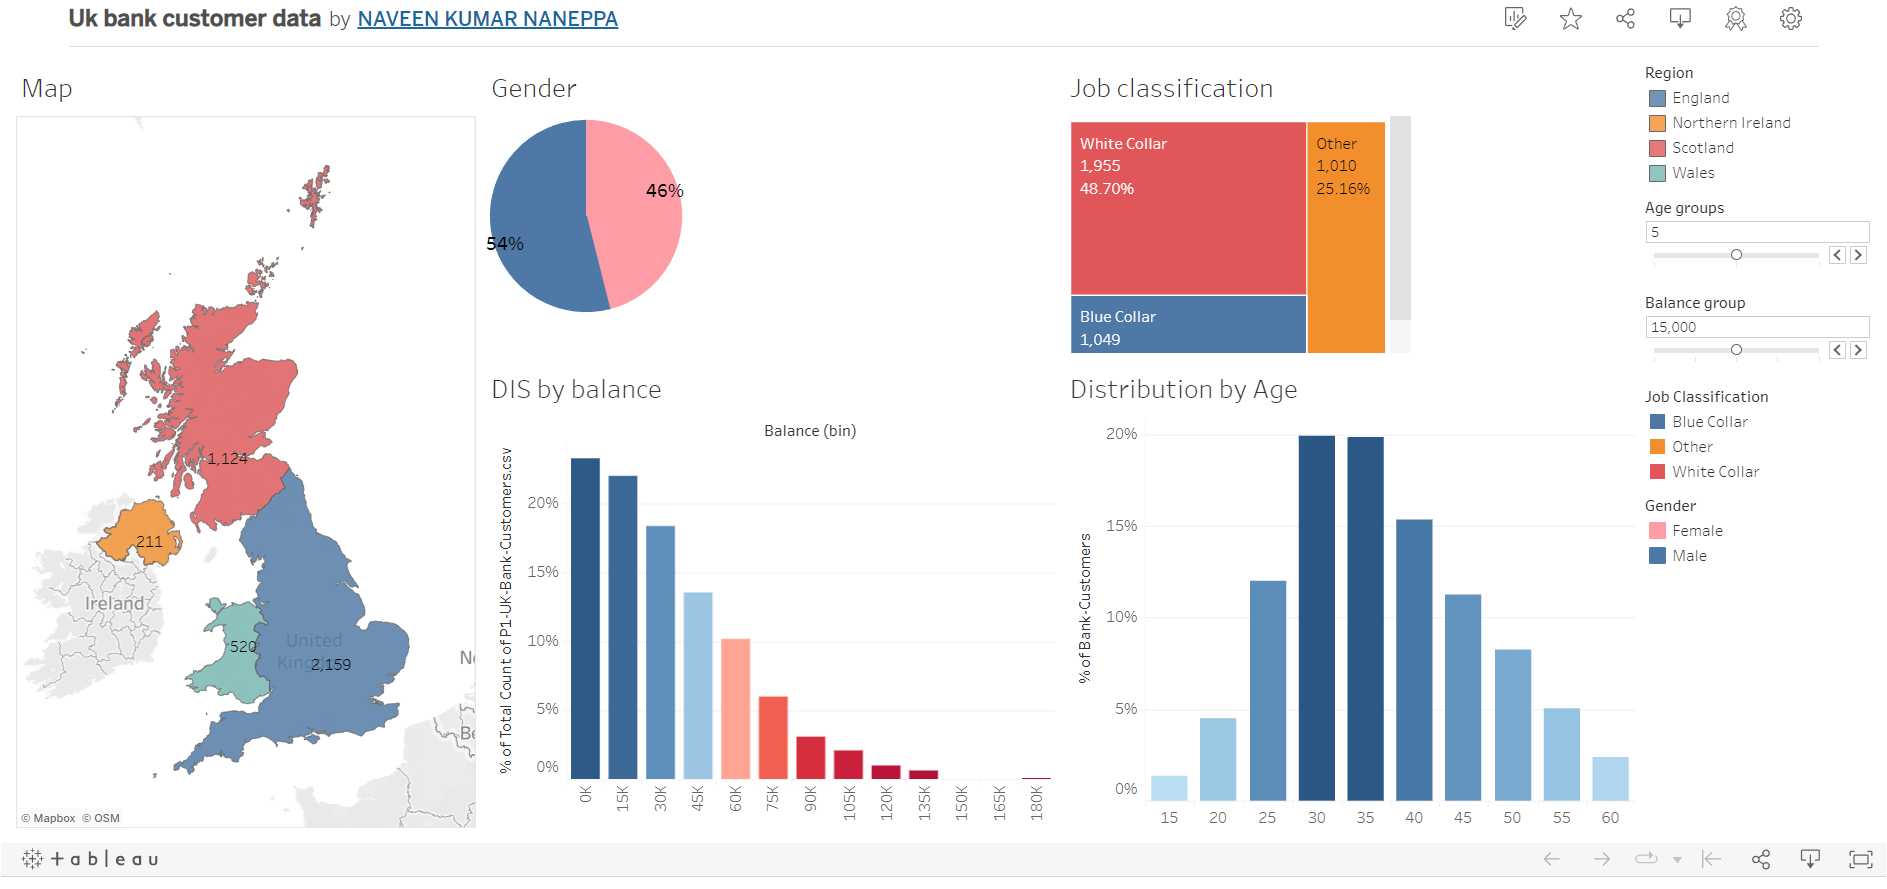 Uk bank customer data by NAVEEN KUMAR NANEPPA
Map
1,124
211
Ireland
520
United
2,159
© Mapbox © OSM
Gender
46%
54%
Job classification
White Collar
1,955
48.70%
Other
1,010
25.16%
Blue Collar
1,049
DIS by balance
Balance (bin)
% of Total Count of P1-UK-Bank-Customers.csv
20%
15%
10%
5%
0%
0K
15K
30K
45K
60K
75K
90K
105K
120K
135K
150K
165K
180K
Distribution by Age
% of Bank-Customers
20%
15%
10%
5%
0%
15
20
25
30
35
40
45
50
55
60
Region
England
Northern Ireland
Scotland
Wales
Age groups
5
Balance group
15,000
Job Classification
Blue Collar
Other
White Collar
Gender
Female
Male
+ableau